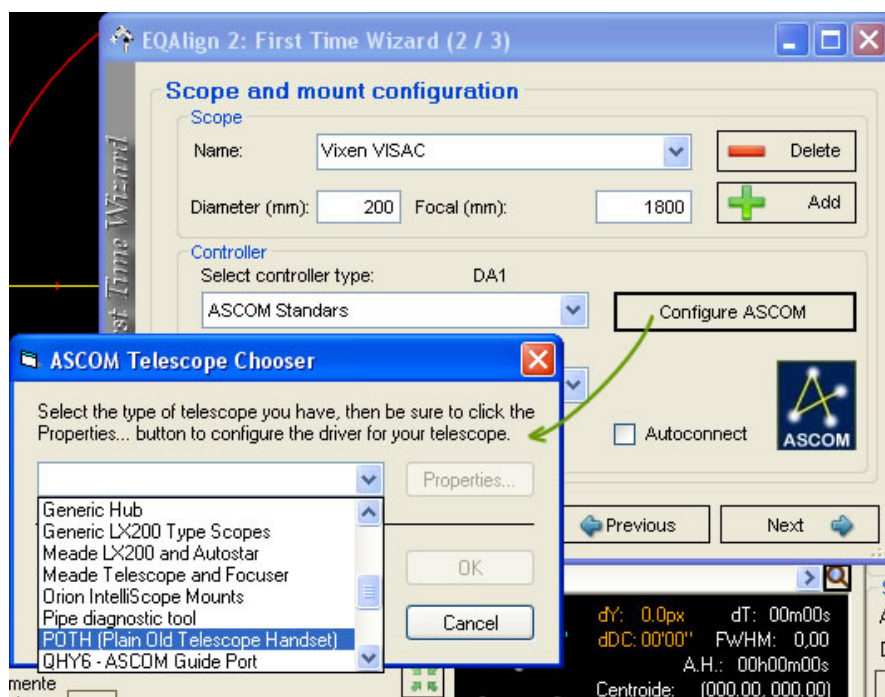 EQAlign 2: First Time Wizard (2 / 3)
Scope and mount configuration
Scope
Name: Vixen VISAC Delete
Diameter (mm): 200 Focal (mm): 1800 Add
Controller
Select controller type: DA1
ASCOM Standars Configure ASCOM
Autoconnect
ASCOM
Previous Next
st Time Wizard
ASCOM Telescope Chooser
Select the type of telescope you have, then be sure to click the
Properties... button to configure the driver for your telescope.
Properties...
Generic Hub
Generic LX200 Type Scopes
Meade LX200 and Autostar
Meade Telescope and Focuser
Orion IntelliScope Mounts
Pipe diagnostic tool
POTH (Plain Old Telescope Handset)
QHY6 - ASCOM Guide Port
OK
Cancel
dY: 0.0px dT: 00m00s
dDC: 00'00" FWHM: 0,00
A.H.: 00h00m00s
Centroide: (000.00, 000.00)
mente